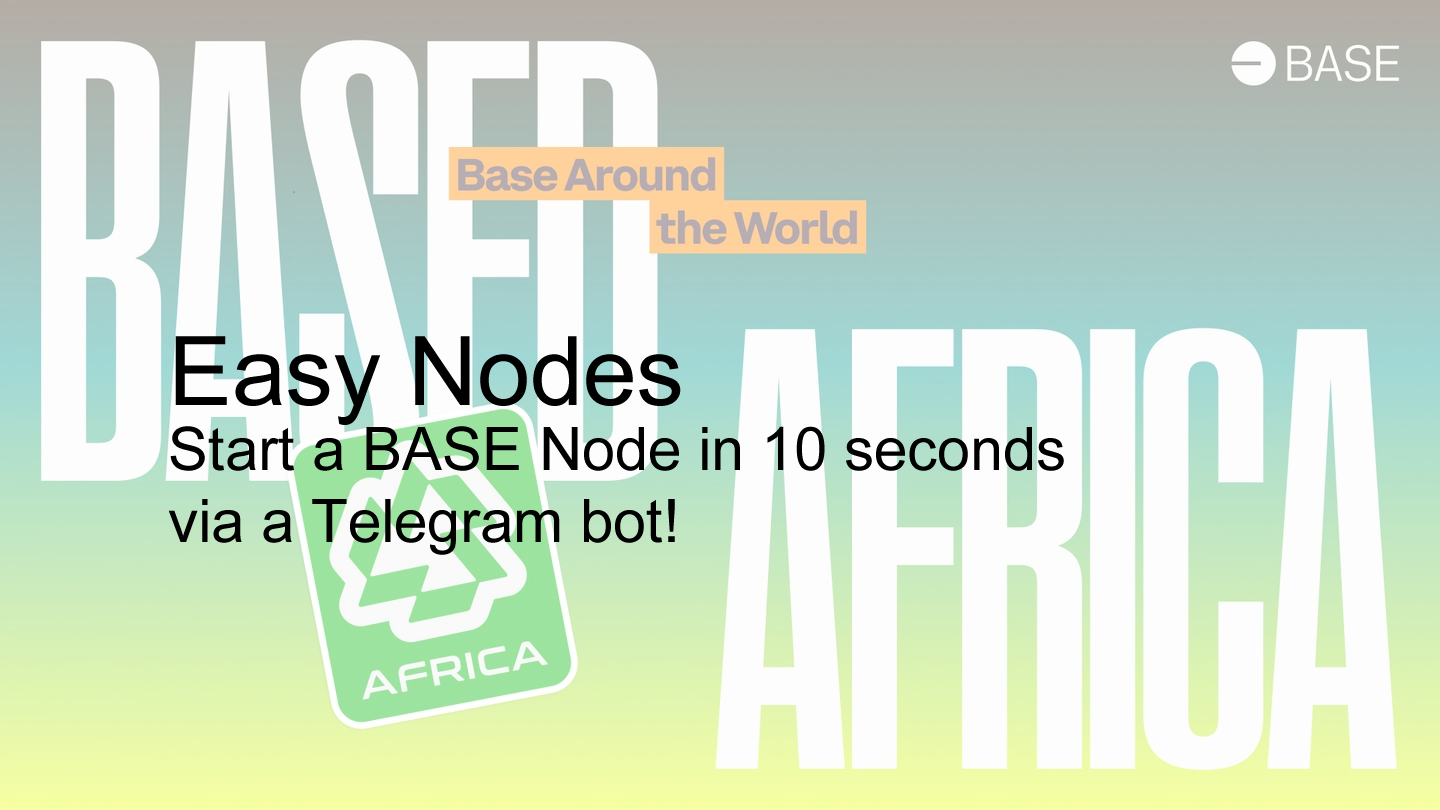 BASED
BASE
Base Around
the World
Easy Nodes
Start a BASE Node in 10 seconds
via a Telegram bot!
AFRICA
AFRICA